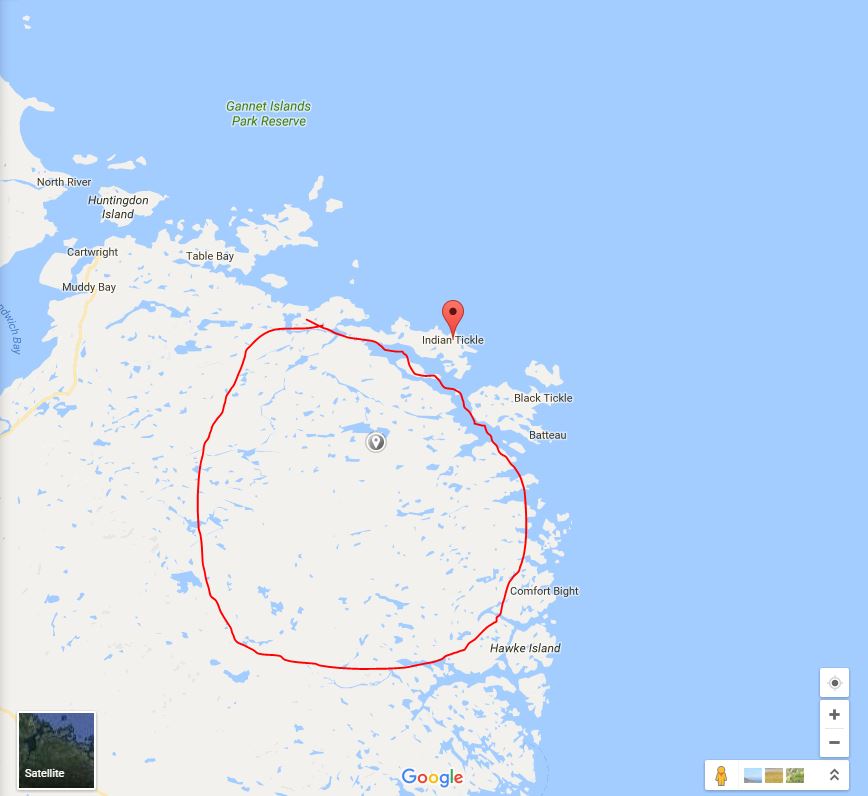 Gannet Islands
Park Reserve
North River
Huntingdon
Island
Cartwright
Table Bay
Muddy Bay
ndwich Bay
Indian Tickle
Black Tickle
Batteau
Comfort Bight
Hawke Island
Satellite
Google